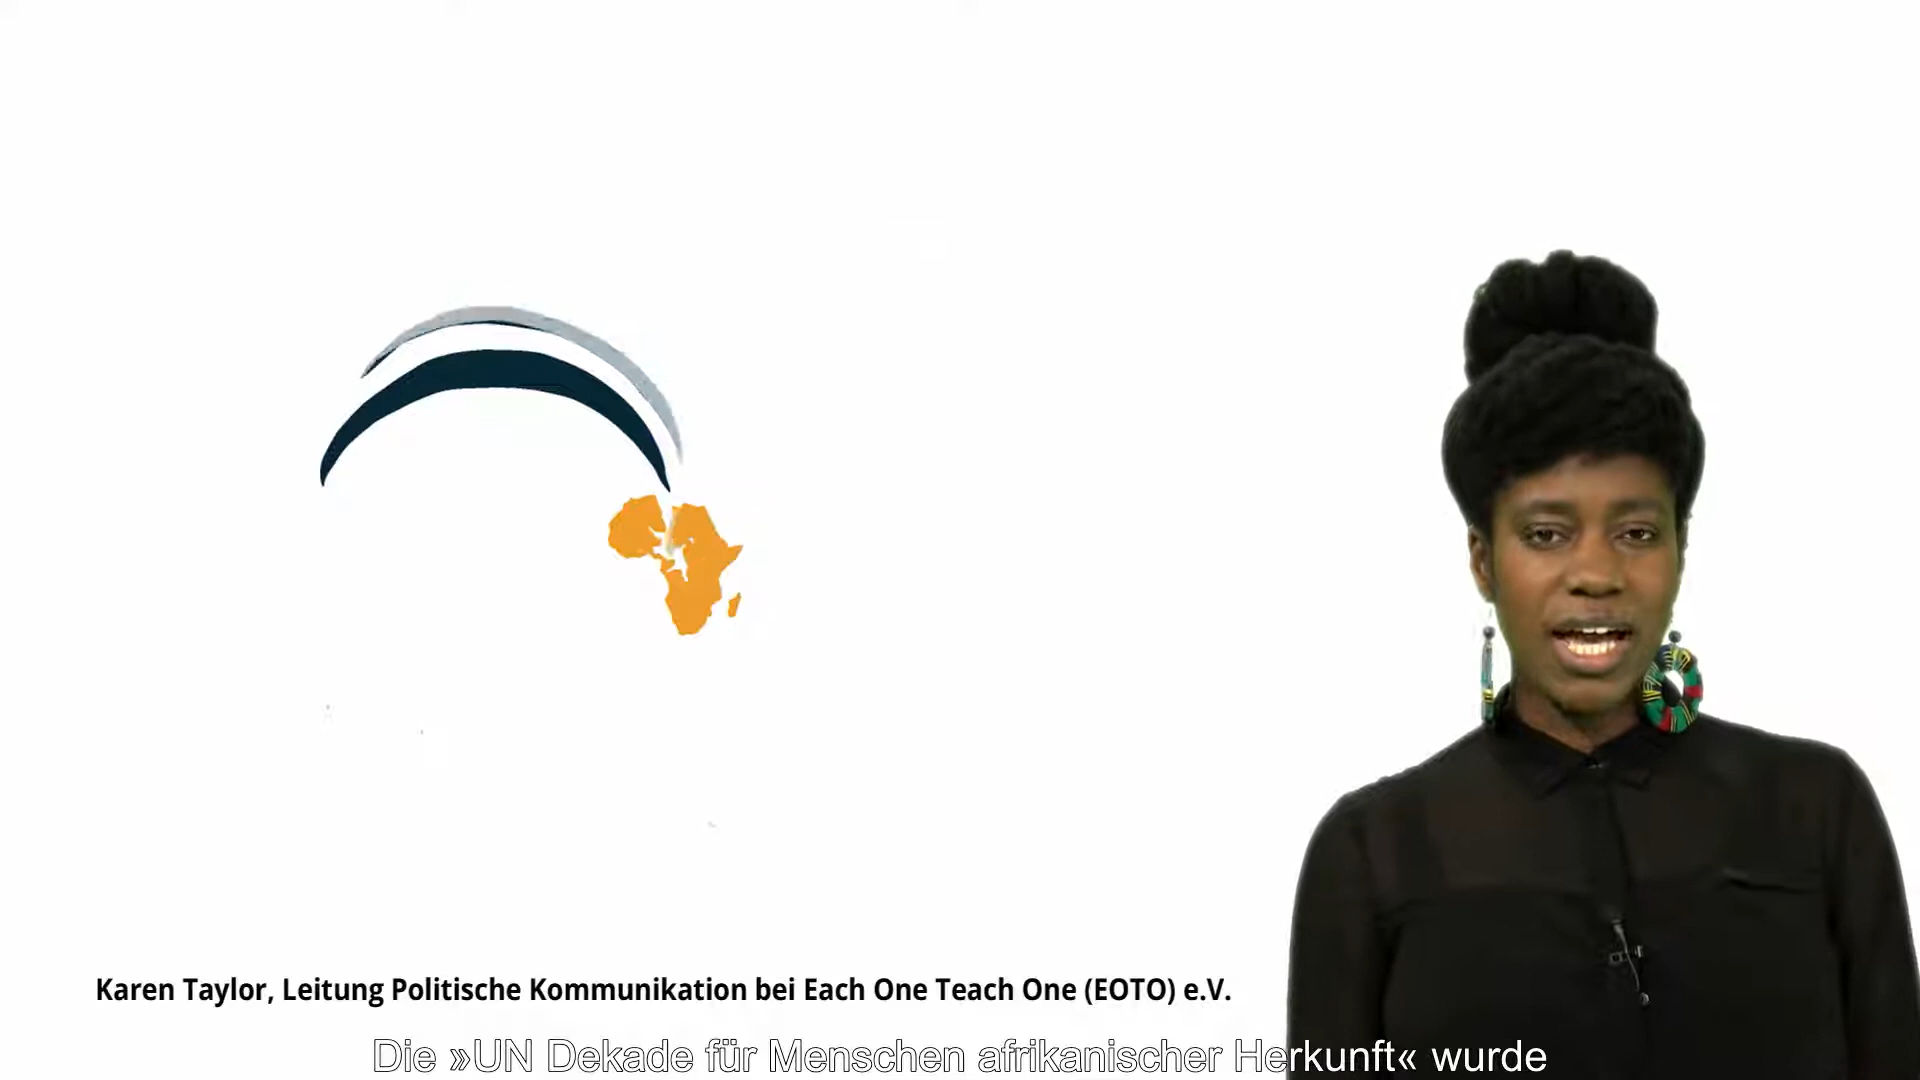 Karen Taylor, Leitung Politische Kommunikation bei Each One Teach One (EOTO) e.V.
Die »UN Dekade für Menschen afrikanischer Herkunft« wurde